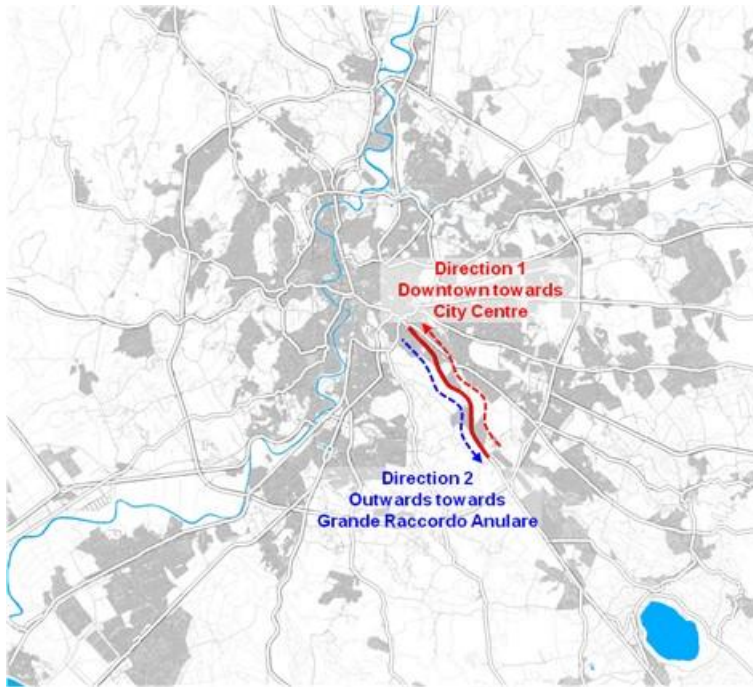 Direction 1
Downtown towards
City Centre
Direction 2
Outwards towards
Grande Raccordo Anulare